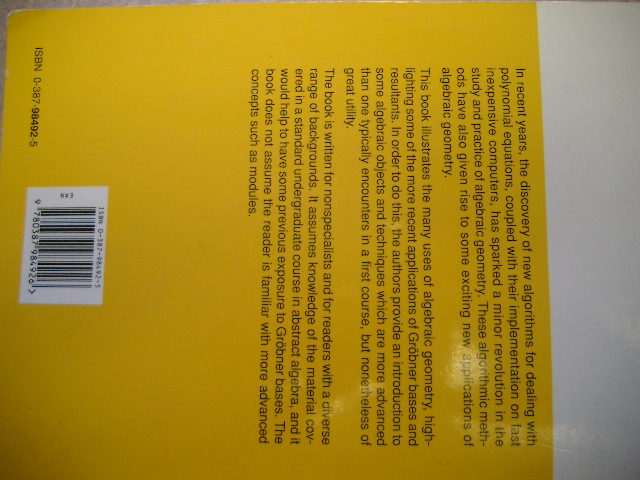 In recent years, the discovery of new algorithms for dealing with
polynomial equations, coupled with their implementation on fast
inexpensive computers, has sparked a minor revolution in the
study and practice of algebraic geometry. These algorithmic meth-
ods have also given rise to some exciting new applications of
algebraic geometry.
This book illustrates the many uses of algebraic geometry, high-
lighting some of the more recent applications of Gröbner bases and
resultants. In order to do this, the authors provide an introduction to
some algebraic objects and techniques which are more advanced
than one typically encounters in a first course, but nonetheless of
great utility.
The book is written for nonspecialists and for readers with a diverse
range of backgrounds. It assumes knowledge of the material cov-
ered in a standard undergraduate course in abstract algebra, and it
would help to have some previous exposure to Gröbner bases. The
book does not assume the reader is familiar with more advanced
concepts such as modules.
ISBN 0-387-98492-5
ISBN 0-387-98492-5
9 780387 984926 >